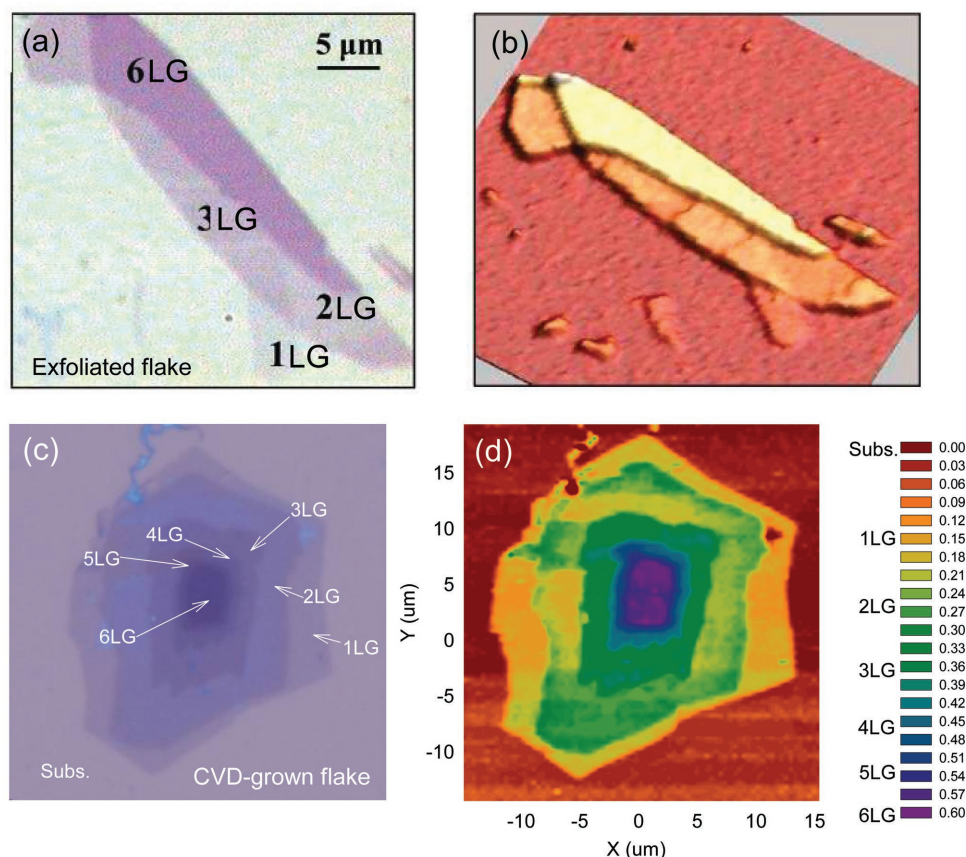 (a)
6LG
5 µm
3LG
2LG
1LG
Exfoliated flake
(b)
(c)
3LG
4LG
5LG
2LG
6LG
1LG
Subs.
CVD-grown flake
(d)
Y (um)
15
10
5
0
-5
-10
-10
-5
0
5
10
15
X (um)
Subs.
1LG
2LG
3LG
4LG
5LG
6LG
0.00
0.03
0.06
0.09
0.12
0.15
0.18
0.21
0.24
0.27
0.30
0.33
0.36
0.39
0.42
0.45
0.48
0.51
0.54
0.57
0.60